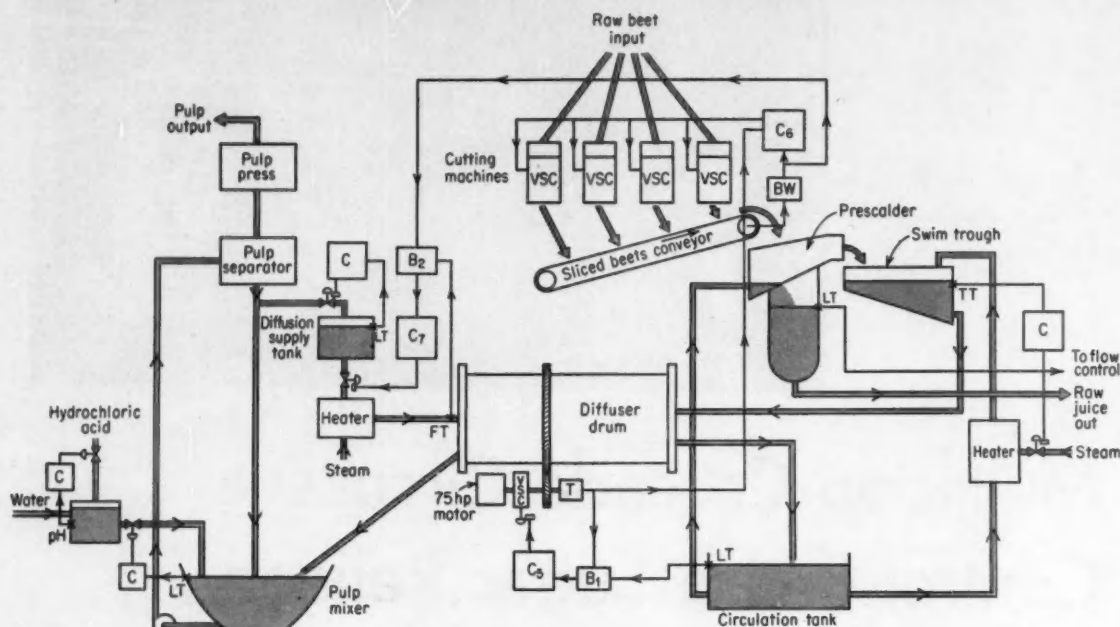 Raw beet
input
Pulp
output
Pulp
press
Cutting
machines
VSC
VSC
VSC
VSC
C6
BW
Prescalder
Swim trough
Sliced beets conveyor
Pulp
separator
C
B2
LT
TT
Diffusion
supply
tank
LT
C7
C
To flow
control
Raw
juice
out
Hydrochloric
acid
Heater
FT
Diffuser
drum
Steam
Heater
Steam
C
Water
pH
75 hp
motor
VSC
T
C
LT
C5
B1
LT
Pulp
mixer
Circulation tank